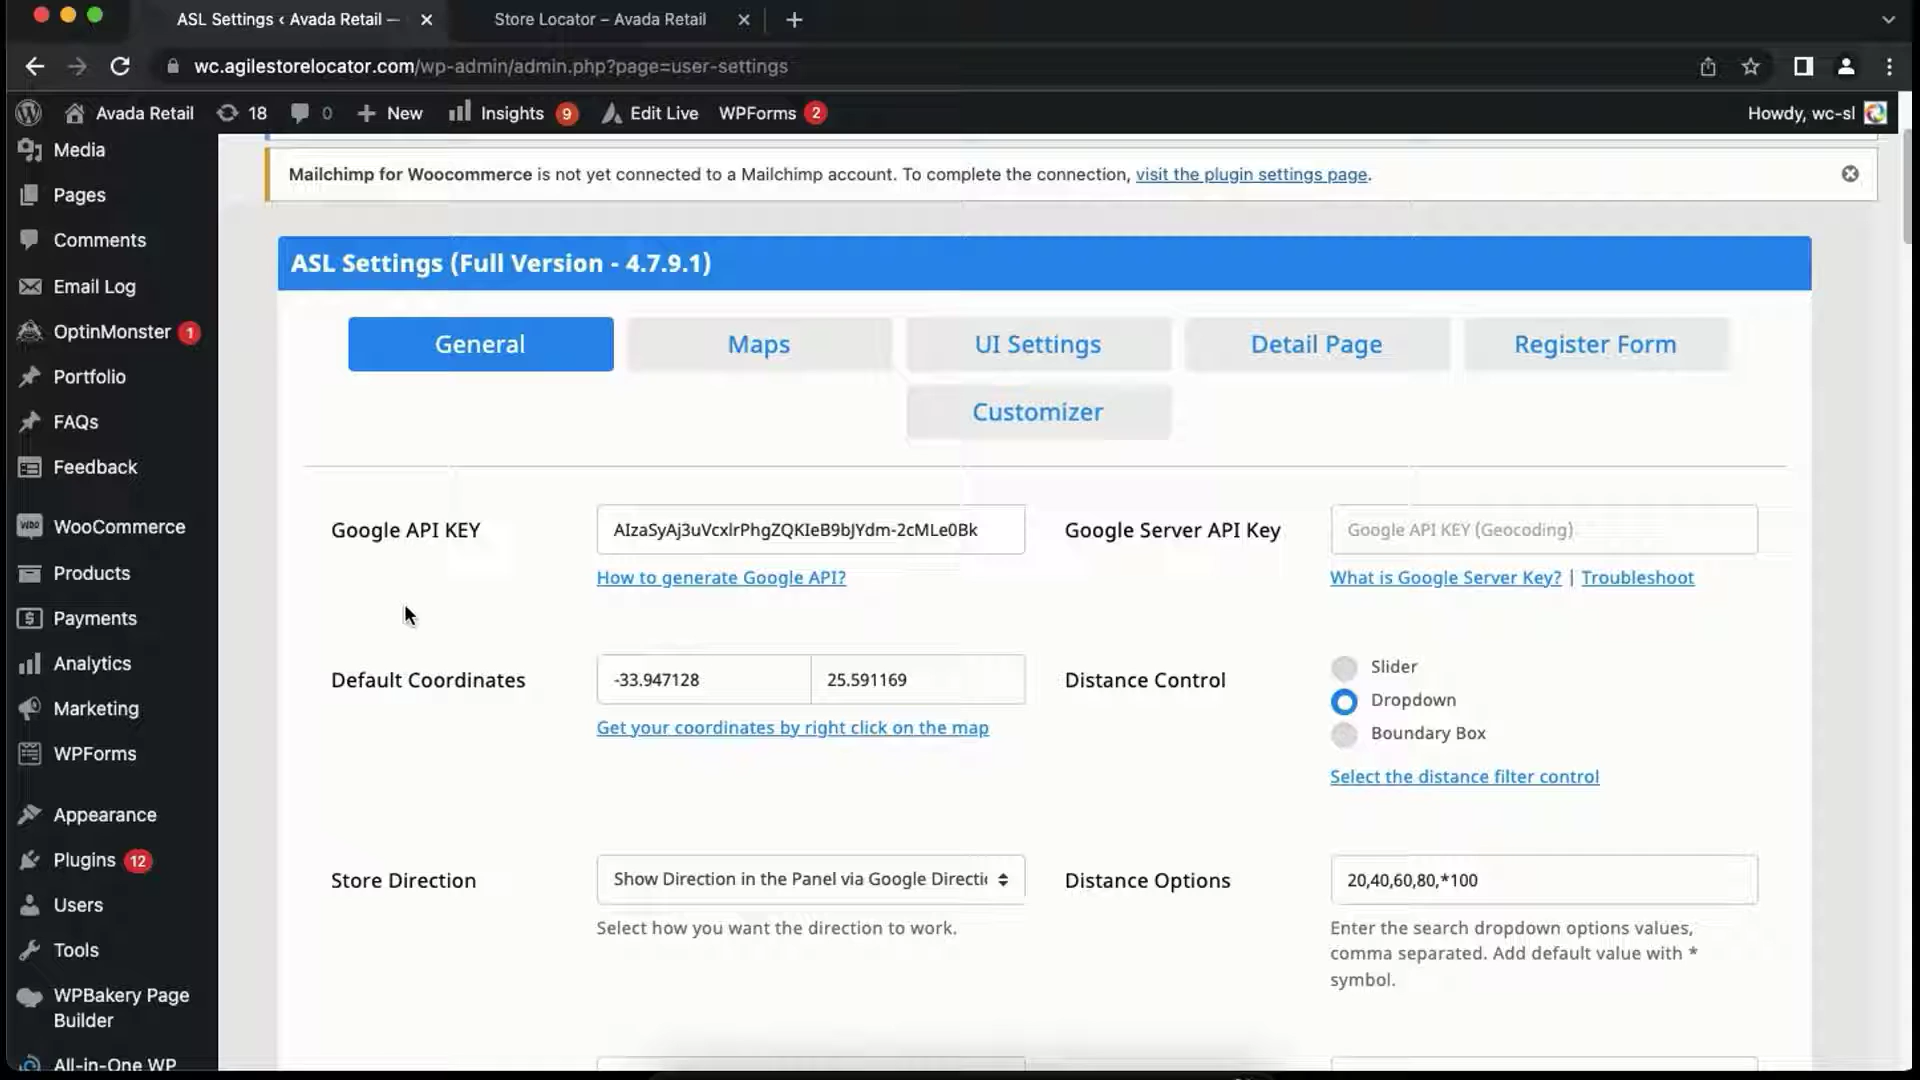 ASL Settings ‹ Avada Retail —
Store Locator – Avada Retail
wc.agilestorelocator.com/wp-admin/admin.php?page=user-settings
Avada Retail 18 0 New Insights 9 Edit Live WPForms 2 Howdy, wc-sl
Media
Pages
Comments
Email Log
OptinMonster 1
Portfolio
FAQs
Feedback
WooCommerce
Products
Payments
Analytics
Marketing
WPForms
Appearance
Plugins 12
Users
Tools
WPBakery Page
Builder
All-in-One WP
Mailchimp for Woocommerce is not yet connected to a Mailchimp account. To complete the connection, visit the plugin settings page.
ASL Settings (Full Version - 4.7.9.1)
General Maps UI Settings Detail Page Register Form
Customizer
Google API KEY
AIzaSyAj3uVcxlrPhgZQKIeB9bJYdm-2cMLe0Bk
How to generate Google API?
Google Server API Key
Google API KEY (Geocoding)
What is Google Server Key? | Troubleshoot
Default Coordinates
-33.947128 25.591169
Get your coordinates by right click on the map
Distance Control
Slider
Dropdown
Boundary Box
Select the distance filter control
Store Direction
Show Direction in the Panel via Google Directi
Select how you want the direction to work.
Distance Options
20,40,60,80,*100
Enter the search dropdown options values,
comma separated. Add default value with *
symbol.